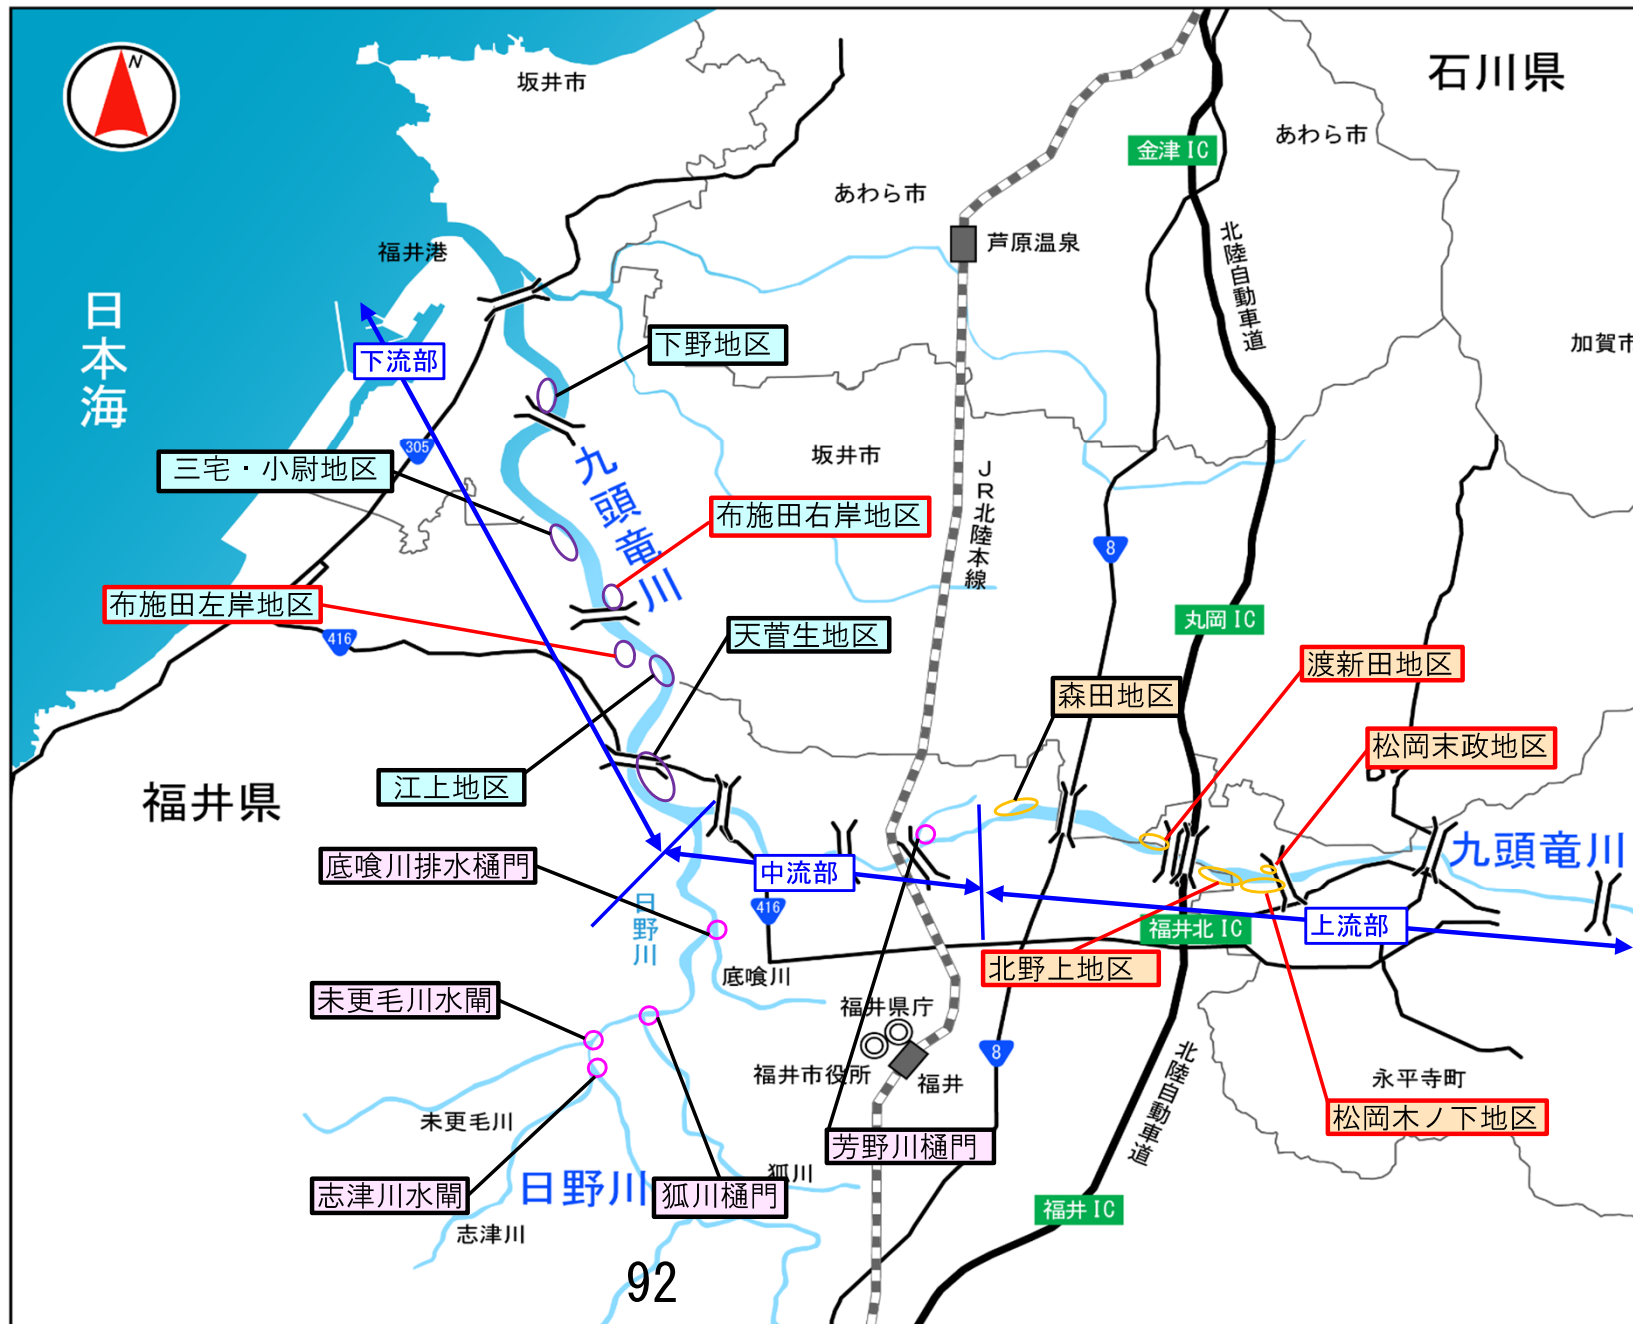 N
坂井市
石川県
あわら市
金津 IC
あわら市
芦原温泉
福井港
北陸自動車道
日本海
下野地区
加賀市
下流部
305
三宅・小尉地区
坂井市
九頭竜川
JR北陸本線
布施田右岸地区
8
布施田左岸地区
416
天菅生地区
丸岡 IC
渡新田地区
森田地区
松岡末政地区
江上地区
福井県
九頭竜川
底喰川排水樋門
中流部
416
日野川
上流部
福井北 IC
北野上地区
底喰川
未更毛川水閘
福井県庁
8
福井市役所
福井
北陸自動車道
永平寺町
松岡木ノ下地区
未更毛川
芳野川樋門
狐川
志津川水閘
日野川
狐川樋門
福井 IC
志津川
92